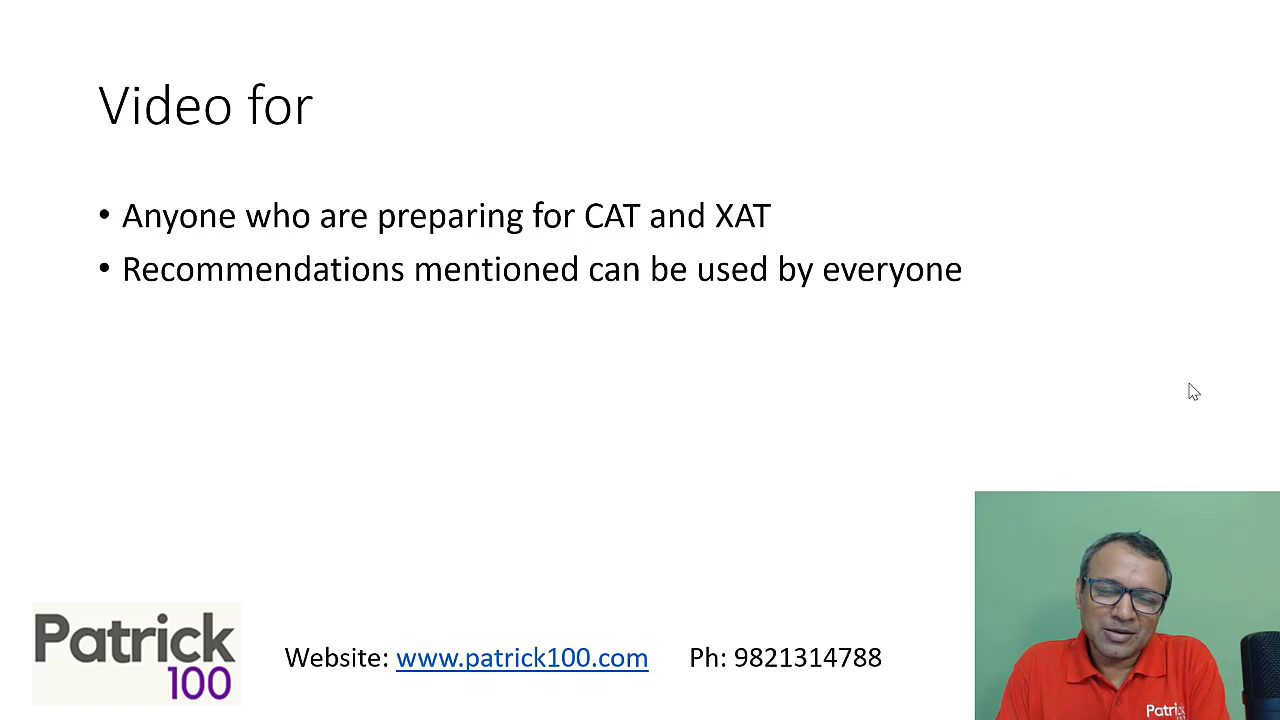 Video for
• Anyone who are preparing for CAT and XAT
• Recommendations mentioned can be used by everyone
Patrick
100
Website: www.patrick100.com Ph: 9821314788
Patri